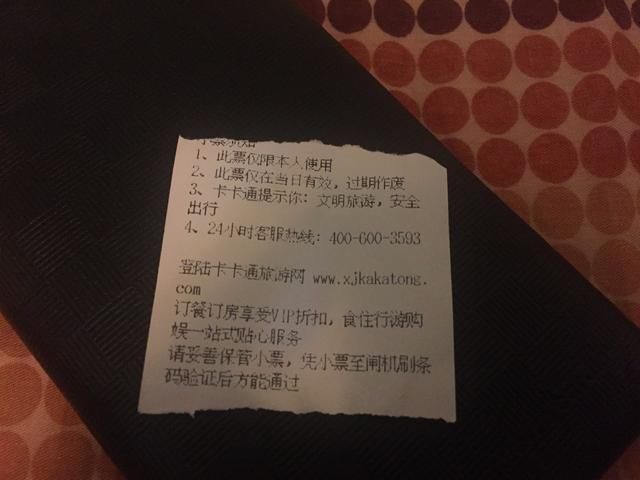 小票须知
1、此票仅限本人使用
2、此票仅在当日有效，过期作废
3、卡卡通提示你：文明旅游，安全
出行
4、24小时客服热线：400-600-3593
登陆卡卡通旅游网 www.xjkakatong.
com
订餐订房享受VIP折扣，食住行游购
娱一站式贴心服务
请妥善保管小票，凭小票至闸机刷条
码验证后方能通过